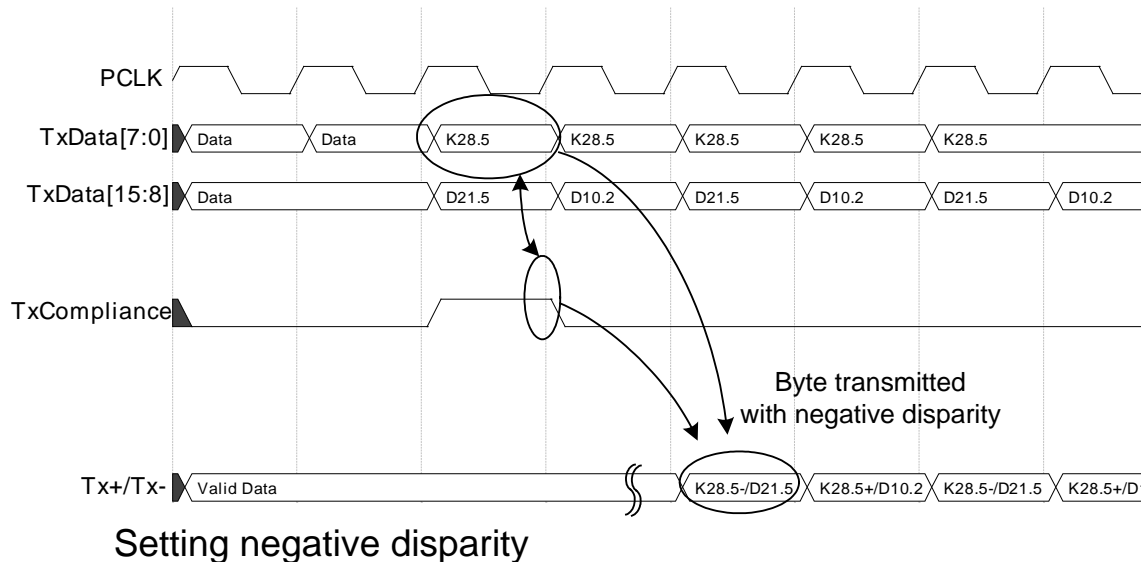 PCLK
TxData[7:0] Data Data K28.5 K28.5 K28.5 K28.5 K28.5
TxData[15:8] Data D21.5 D10.2 D21.5 D10.2 D21.5 D10.2
TxCompliance
Byte transmitted
with negative disparity
Tx+/Tx- Valid Data K28.5-/D21.5 K28.5+/D10.2 K28.5-/D21.5 K28.5+/D1
Setting negative disparity